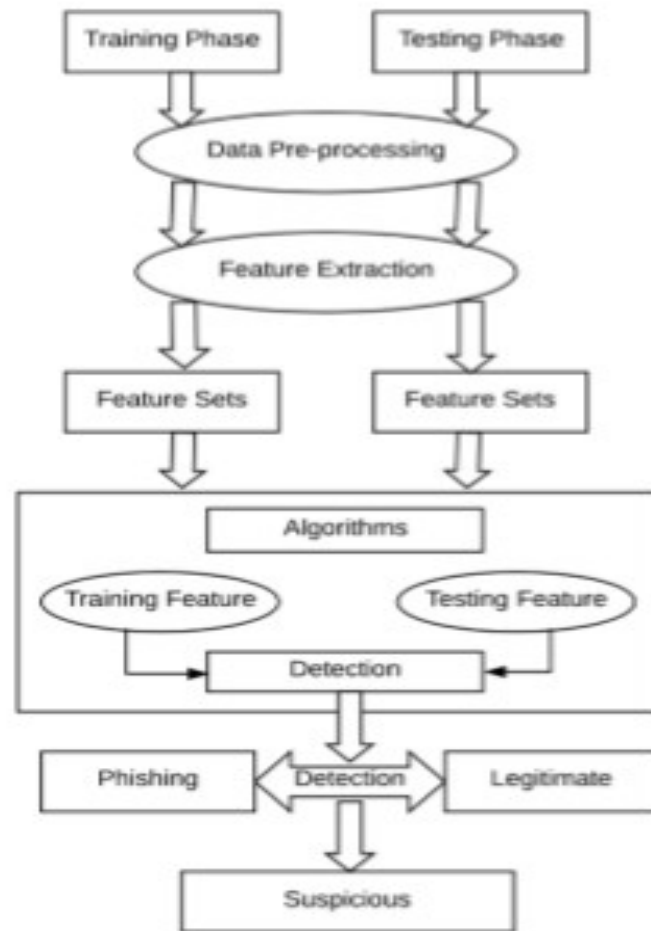 Training Phase
Testing Phase
Data Pre-processing
Feature Extraction
Feature Sets
Feature Sets
Algorithms
Training Feature
Testing Feature
Detection
Phishing
Detection
Legitimate
Suspicious